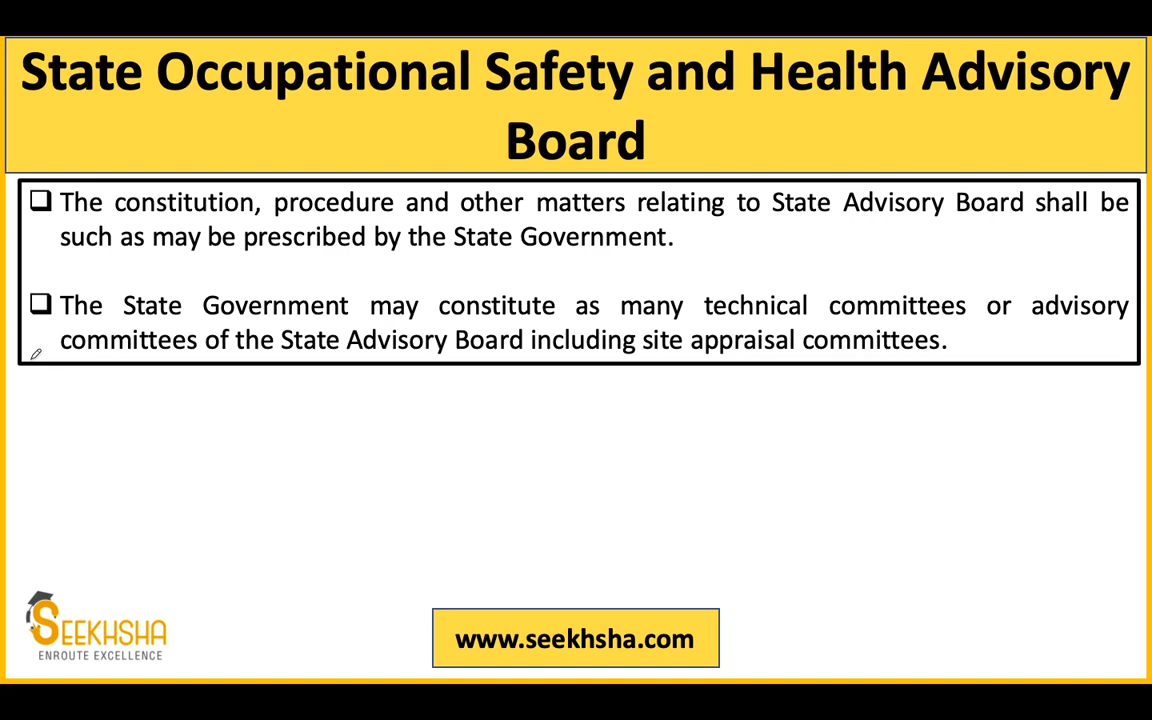 State Occupational Safety and Health Advisory
Board
The constitution, procedure and other matters relating to State Advisory Board shall be
such as may be prescribed by the State Government.
The State Government may constitute as many technical committees or advisory
committees of the State Advisory Board including site appraisal committees.
SEEKHSHA
ENROUTE EXCELLENCE
www.seekhsha.com